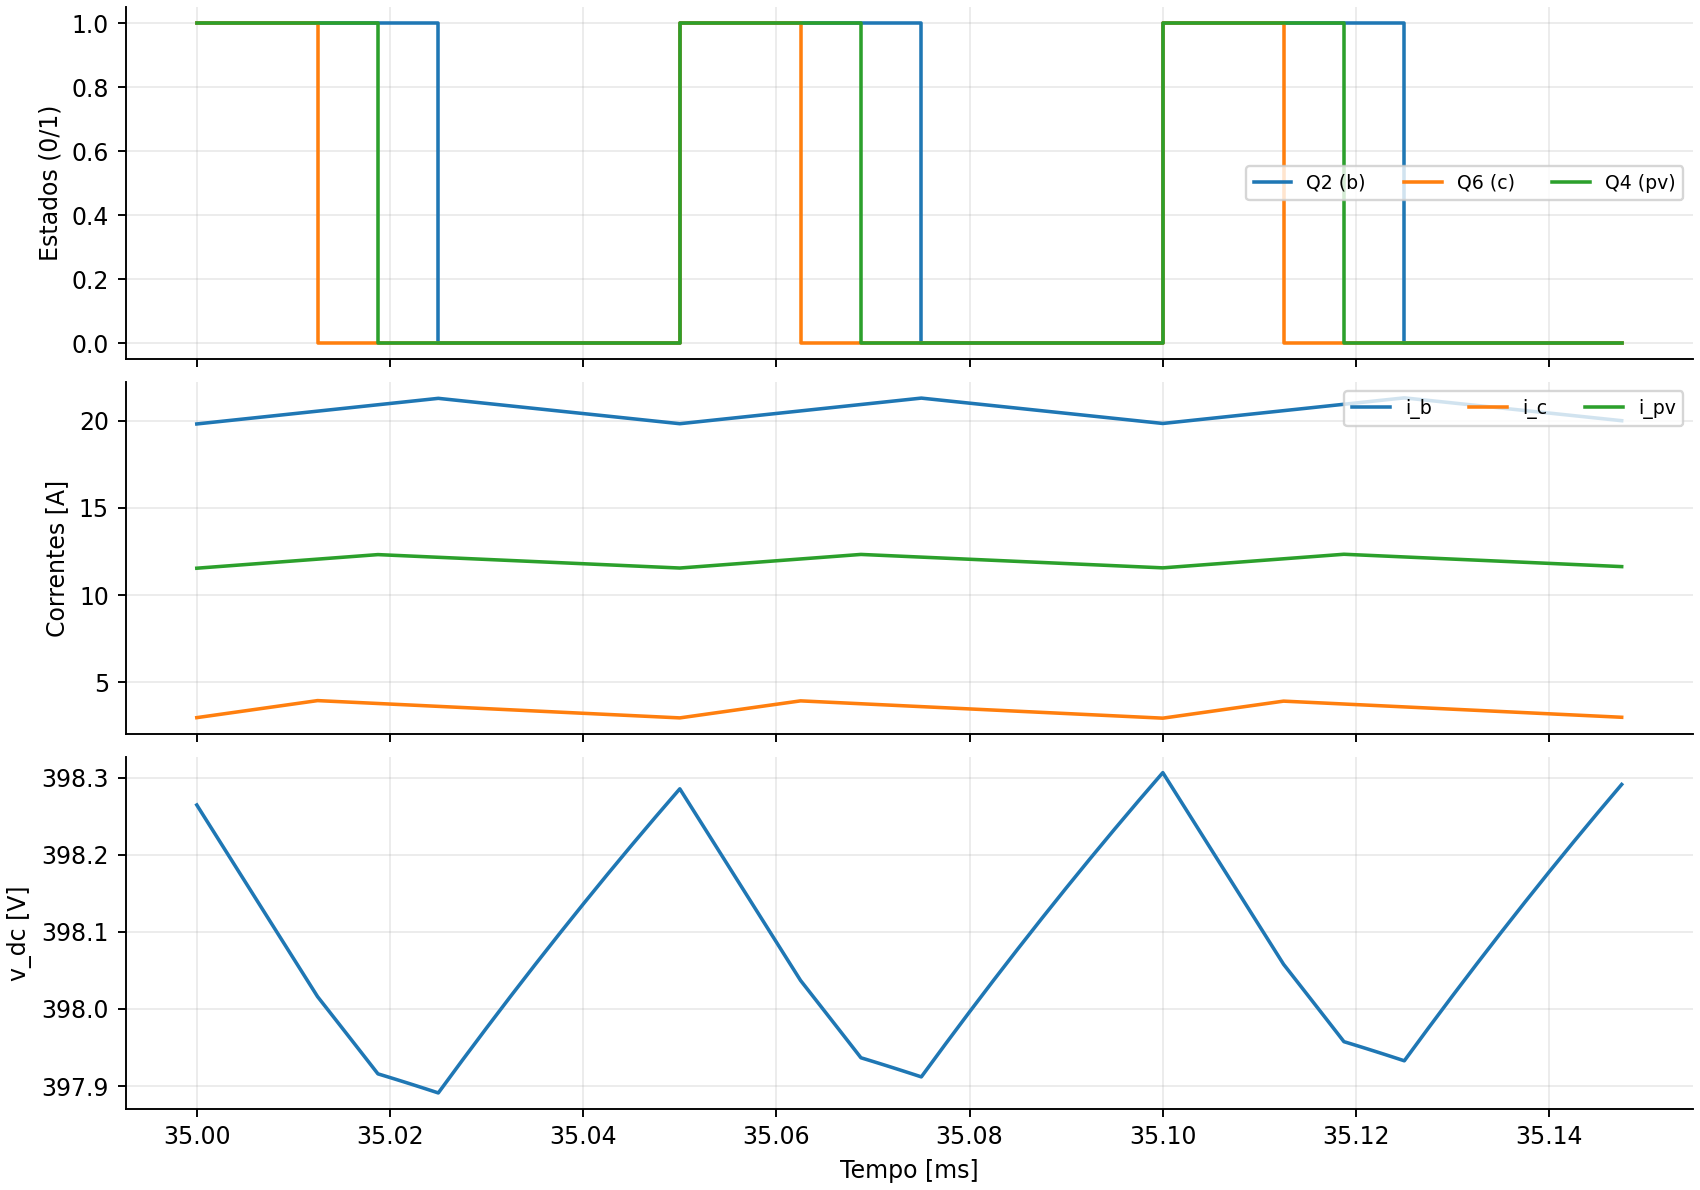 1.0
0.8
0.6
0.4
0.2
0.0
Estados (0/1)
Q2 (b) Q6 (c) Q4 (pv)
20
15
10
5
Correntes [A]
i_b i_c i_pv
398.3
398.2
398.1
398.0
397.9
v_dc [V]
35.00 35.02 35.04 35.06 35.08 35.10 35.12 35.14
Tempo [ms]